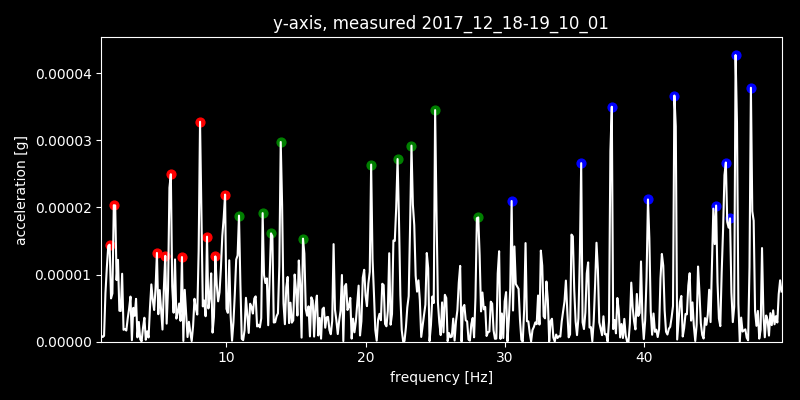 y-axis, measured 2017_12_18-19_10_01
0.00004
0.00003
0.00002
0.00001
0.00000
acceleration [g]
10 20 30 40
frequency [Hz]